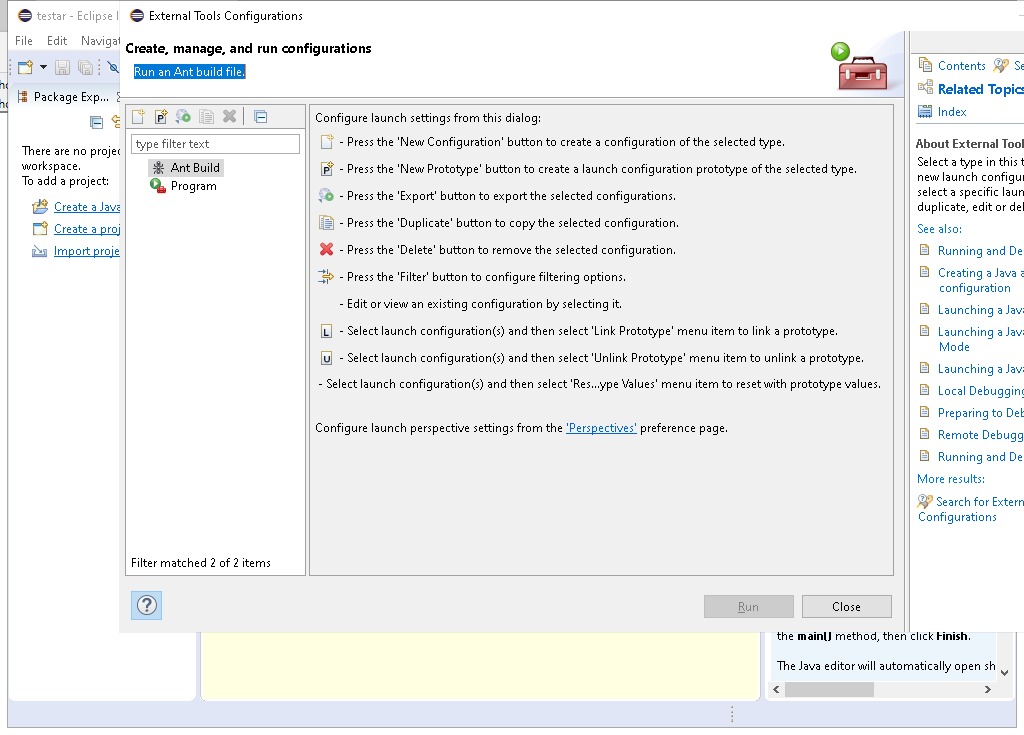 testar - Eclipse I
External Tools Configurations
File Edit Navigat
Create, manage, and run configurations
Run an Ant build file.
Package Exp...
There are no projec
workspace.
To add a project:
Create a Java
Create a proj
Import proje
type filter text
Ant Build
Program
Filter matched 2 of 2 items
Configure launch settings from this dialog:
- Press the 'New Configuration' button to create a configuration of the selected type.
- Press the 'New Prototype' button to create a launch configuration prototype of the selected type.
- Press the 'Export' button to export the selected configurations.
- Press the 'Duplicate' button to copy the selected configuration.
- Press the 'Delete' button to remove the selected configuration.
- Press the 'Filter' button to configure filtering options.
- Edit or view an existing configuration by selecting it.
L - Select launch configuration(s) and then select 'Link Prototype' menu item to link a prototype.
U - Select launch configuration(s) and then select 'Unlink Prototype' menu item to unlink a prototype.
- Select launch configuration(s) and then select 'Res...ype Values' menu item to reset with prototype values.
Configure launch perspective settings from the 'Perspectives' preference page.
Run
Close
Contents Se
Related Topics
Index
About External Tool
Select a type in this t
new launch configur
select a specific laun
duplicate, edit or del
See also:
Running and De
Creating a Java a
configuration
Launching a Java
Launching a Java
Mode
Launching a Java
Local Debugging
Preparing to Deb
Remote Debugg
Running and De
More results:
Search for Extern
Configurations
the main() method, then click Finish.
The Java editor will automatically open sh